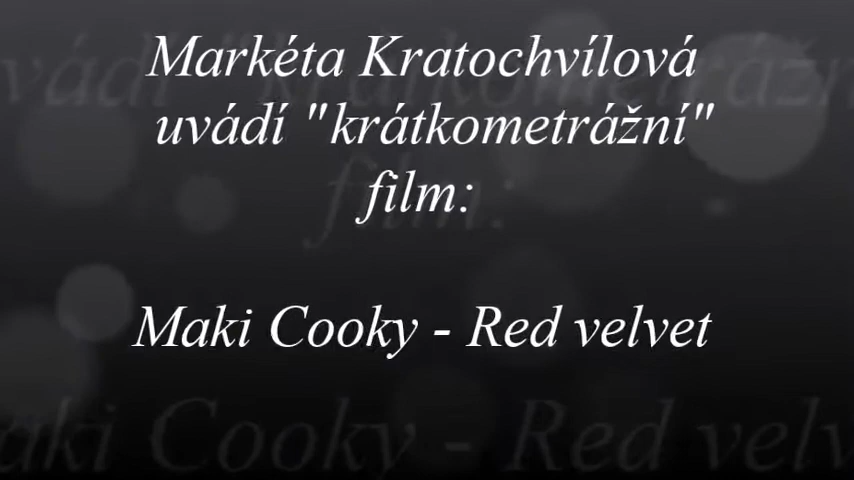 Markéta Kratochvílová
uvádí "krátkometrážní"
film:
Maki Cooky - Red velvet